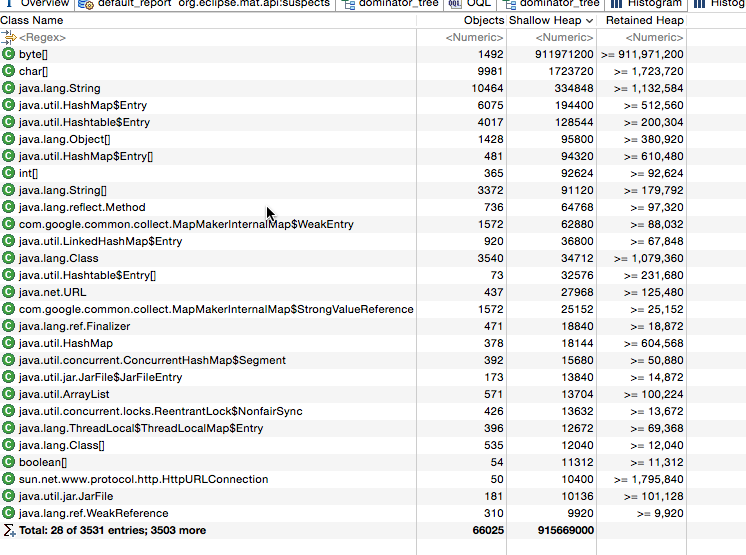 Overview default_report org.eclipse.mat.api:suspects dominator_tree OQL dominator_tree Histogram Histog
Class Name Objects Shallow Heap Retained Heap
<Regex> <Numeric> <Numeric> <Numeric>
byte[] 1492 911971200 >= 911,971,200
char[] 9981 1723720 >= 1,723,720
java.lang.String 10464 334848 >= 1,132,584
java.util.HashMap$Entry 6075 194400 >= 512,560
java.util.Hashtable$Entry 4017 128544 >= 200,304
java.lang.Object[] 1428 95800 >= 380,920
java.util.HashMap$Entry[] 481 94320 >= 610,480
int[] 365 92624 >= 92,624
java.lang.String[] 3372 91120 >= 179,792
java.lang.reflect.Method 736 64768 >= 97,320
com.google.common.collect.MapMakerInternalMap$WeakEntry 1572 62880 >= 88,032
java.util.LinkedHashMap$Entry 920 36800 >= 67,848
java.lang.Class 3540 34712 >= 1,079,360
java.util.Hashtable$Entry[] 73 32576 >= 231,680
java.net.URL 437 27968 >= 125,480
com.google.common.collect.MapMakerInternalMap$StrongValueReference 1572 25152 >= 25,152
java.lang.ref.Finalizer 471 18840 >= 18,872
java.util.HashMap 378 18144 >= 604,568
java.util.concurrent.ConcurrentHashMap$Segment 392 15680 >= 50,880
java.util.jar.JarFile$JarFileEntry 173 13840 >= 14,872
java.util.ArrayList 571 13704 >= 100,224
java.util.concurrent.locks.ReentrantLock$NonfairSync 426 13632 >= 13,672
java.lang.ThreadLocal$ThreadLocalMap$Entry 396 12672 >= 69,368
java.lang.Class[] 535 12040 >= 12,040
boolean[] 54 11312 >= 11,312
sun.net.www.protocol.http.HttpURLConnection 50 10400 >= 1,795,840
java.util.jar.JarFile 181 10136 >= 101,128
java.lang.ref.WeakReference 310 9920 >= 9,920
Total: 28 of 3531 entries; 3503 more 66025 915669000